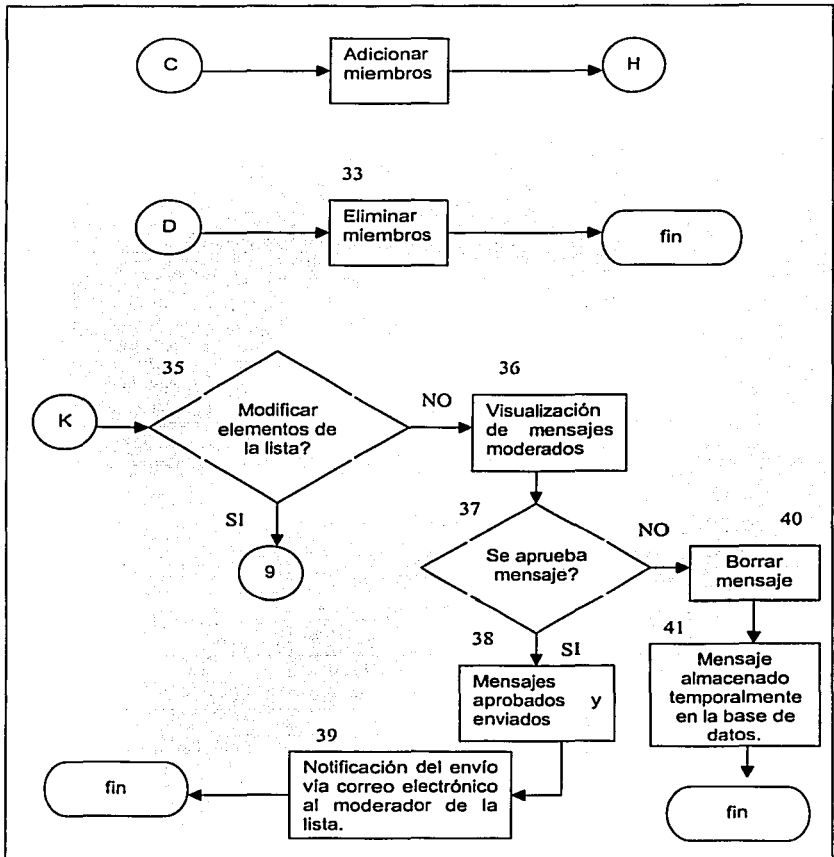 C
Adicionar
miembros
H
33
D
Eliminar
miembros
fin
35
K
Modificar
elementos de
la lista?
NO
SI
9
36
Visualización
de mensajes
moderados
37
Se aprueba
mensaje?
NO
40
Borrar
mensaje
38
SI
Mensajes
aprobados y
enviados
41
Mensaje
almacenado
temporalmente
en la base de
datos.
39
Notificación del envío
vía correo electrónico
al moderador de la
lista.
fin
fin